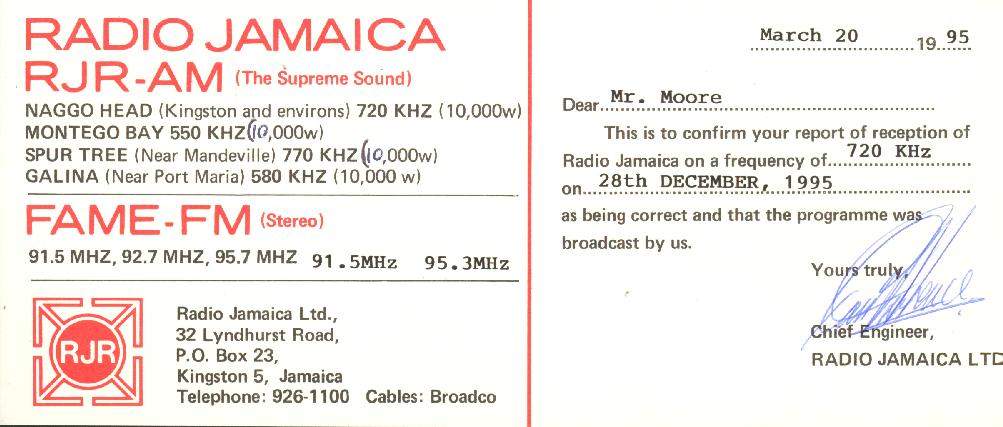 RADIO JAMAICA
RJR-AM (The Supreme Sound)
NAGGO HEAD (Kingston and environs) 720 KHZ (10,000w)
MONTEGO BAY 550 KHZ (10,000w)
SPUR TREE (Near Mandeville) 770 KHZ (10,000w)
GALINA (Near Port Maria) 580 KHZ (10,000 w)
FAME-FM (Stereo)
91.5 MHZ, 92.7 MHZ, 95.7 MHZ 91.5MHz 95.3MHz
RJR
Radio Jamaica Ltd.,
32 Lyndhurst Road,
P.O. Box 23,
Kingston 5, Jamaica
Telephone: 926-1100 Cables: Broadco
March 20 19 95
Dear Mr. Moore
This is to confirm your report of reception of
Radio Jamaica on a frequency of 720 KHz
on 28th DECEMBER, 1995
as being correct and that the programme was
broadcast by us.
Yours truly,
Chief Engineer,
RADIO JAMAICA LTD